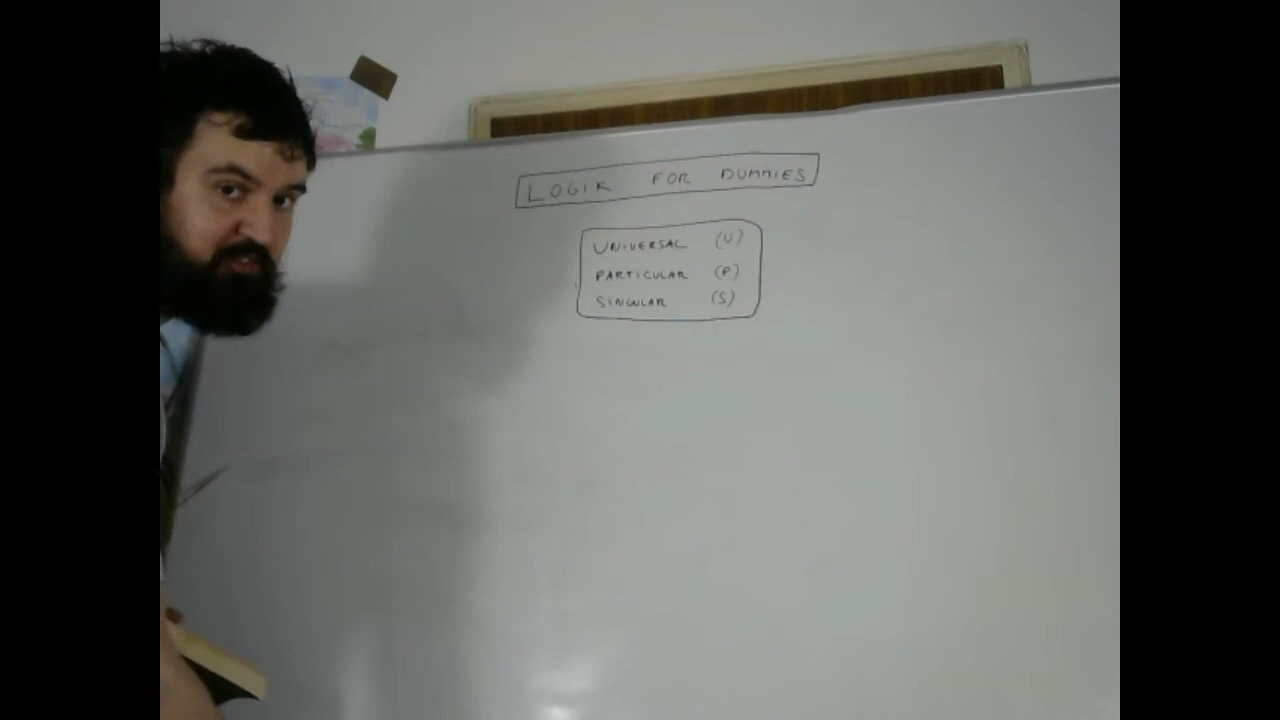 LOGIK FOR DUMMIES
UNIVERSAL (U)
PARTICULAR (P)
SINGULAR (S)